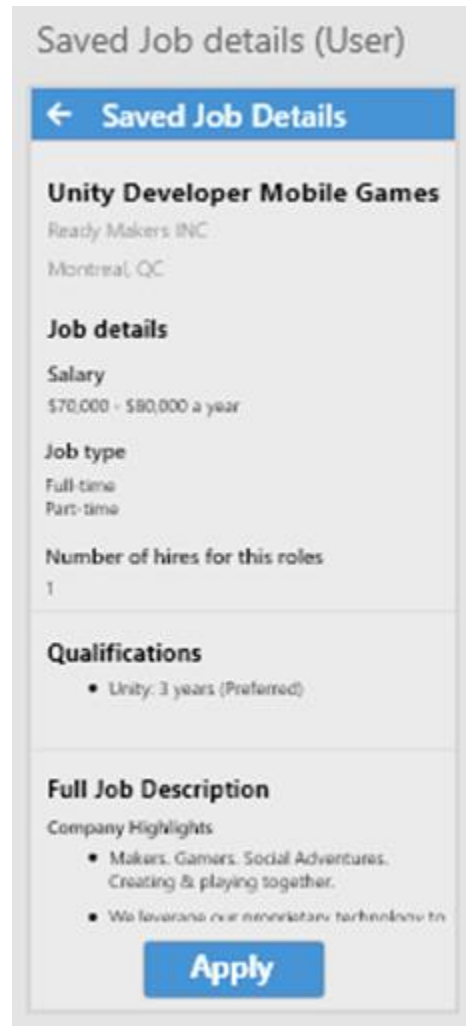 Saved Job details (User)
← Saved Job Details
Unity Developer Mobile Games
Ready Makers INC
Montreal, QC
Job details
Salary
$70,000 - $80,000 a year
Job type
Full-time
Part-time
Number of hires for this roles
1
Qualifications
• Unity: 3 years (Preferred)
Full Job Description
Company Highlights
• Makers. Gamers. Social Adventures.
Creating & playing together.
• We leverage our proprietary technology to
Apply